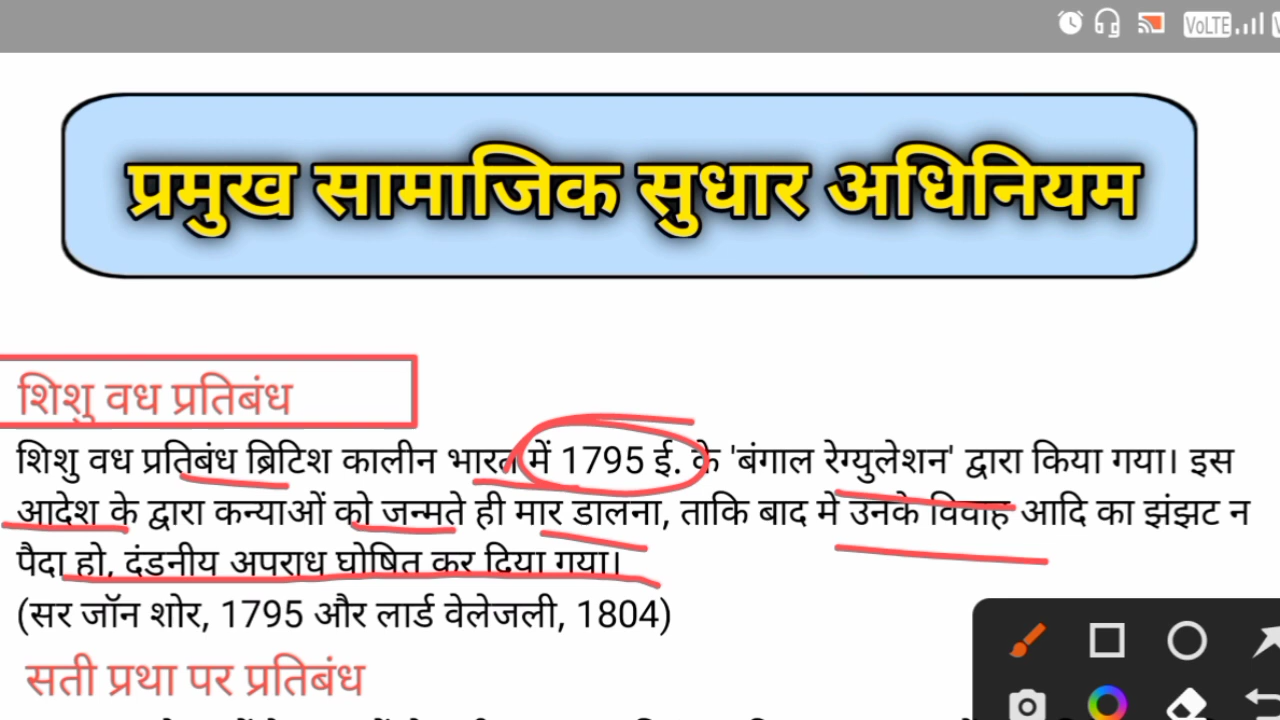 VoLTE
प्रमुख सामाजिक सुधार अधिनियम
शिशु वध प्रतिबंध
शिशु वध प्रतिबंध ब्रिटिश कालीन भारत में 1795 ई. के 'बंगाल रेग्युलेशन' द्वारा किया गया। इस
आदेश के द्वारा कन्याओं को जन्मते ही मार डालना, ताकि बाद में उनके विवाह आदि का झंझट न
पैदा हो, दंडनीय अपराध घोषित कर दिया गया।
(सर जॉन शोर, 1795 और लार्ड वेलेजली, 1804)
सती प्रथा पर प्रतिबंध